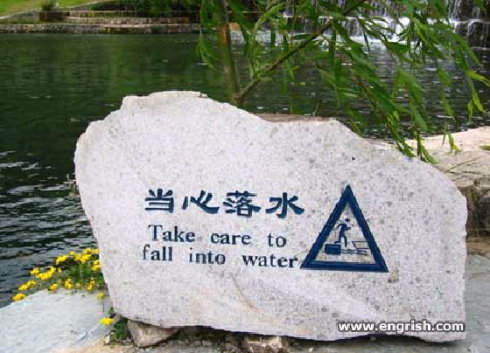 当心落水
Take care to
fall into water
www.engrish.com